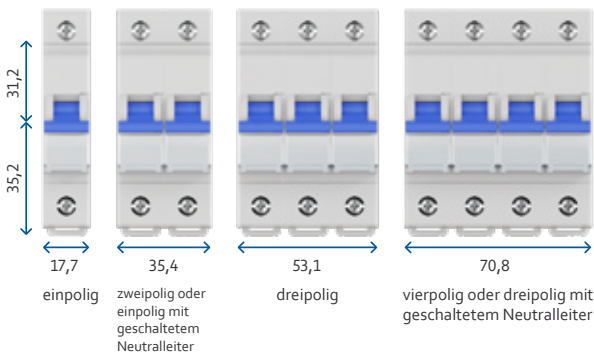 31,2
35,2
17,7
35,4
53,1
70,8
einpolig
zweipolig oder
einpolig mit
geschaltetem
Neutralleiter
dreipolig
vierpolig oder dreipolig mit
geschaltetem Neutralleiter